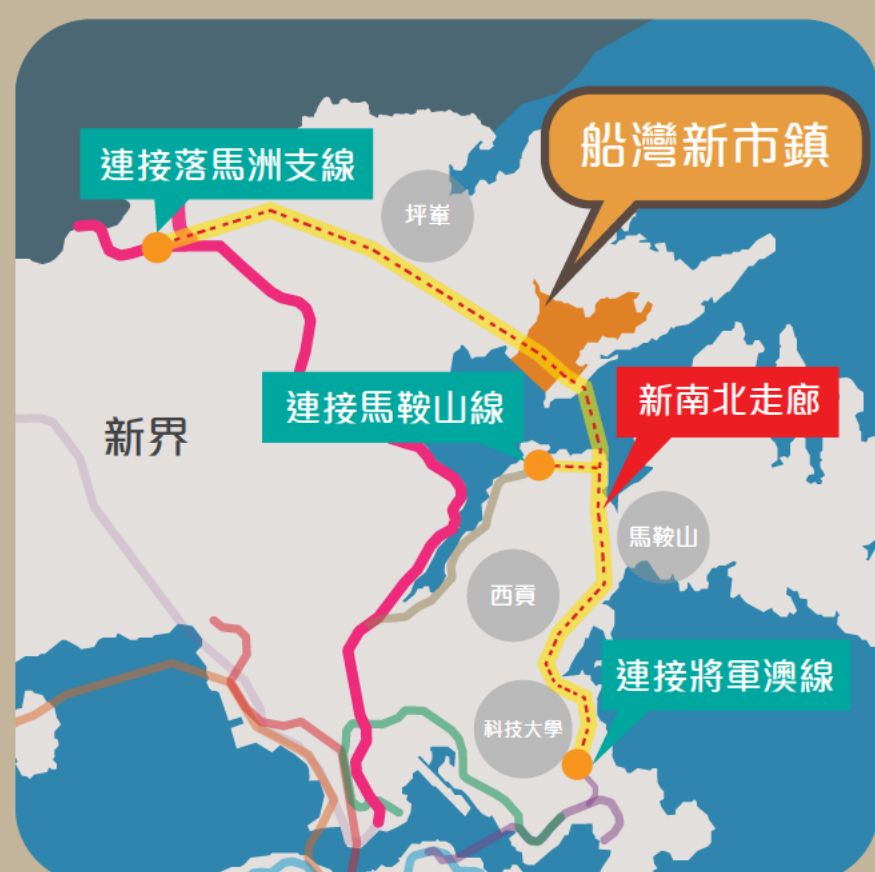 船灣新市鎮
連接落馬洲支線
坪輋
連接馬鞍山線
新南北走廊
新界
馬鞍山
西貢
連接將軍澳線
科技大學